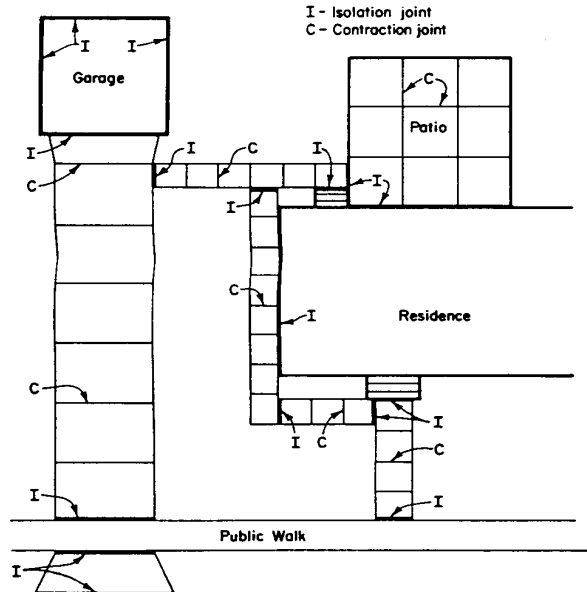 I - Isolation joint
C - Contraction joint
I I
Garage
C
Patio
I
I C I
C
I
I
C
I
Residence
C
I
I C
C
I
I
Public Walk
I